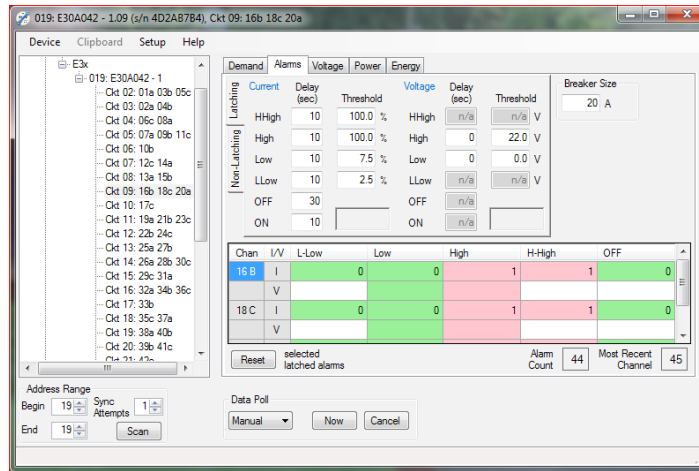 019: E30A042 - 1.09 (s/n 4D2AB7B4), Ckt 09: 16b 18c 20a
Device Clipboard Setup Help
E3x
019: E30A042 - 1
Ckt 02: 01a 03b 05c
Ckt 03: 02a 04b
Ckt 04: 06c 08a
Ckt 05: 07a 09b 11c
Ckt 06: 10b
Ckt 07: 12c 14a
Ckt 08: 13a 15b
Ckt 09: 16b 18c 20a
Ckt 10: 17c
Ckt 11: 19a 21b 23c
Ckt 12: 22b 24c
Ckt 13: 25a 27b
Ckt 14: 26a 28b 30c
Ckt 15: 29c 31a
Ckt 16: 32a 34b 36c
Ckt 17: 33b
Ckt 18: 35c 37a
Ckt 19: 38a 40b
Ckt 20: 39b 41c
Ckt 21: 42c
Address Range
Begin 19 Sync Attempts 1
End 19 Scan
Demand Alarms Voltage Power Energy
Latching
Non-Latching
Current Delay (sec) Threshold Voltage Delay (sec) Threshold
HHigh 10 100.0 % HHigh n/a n/a V
High 10 100.0 % High 0 22.0 V
Low 10 7.5 % Low 0 0.0 V
LLow 10 2.5 % LLow n/a n/a V
OFF 30 OFF n/a
ON 10 ON n/a
Breaker Size
20 A
Chan I/V L-Low Low High H-High OFF
16 B I 0 0 1 1 0
V
18 C I 0 0 1 1 0
V
Reset selected latched alarms Alarm Count 44 Most Recent Channel 45
Data Poll
Manual Now Cancel